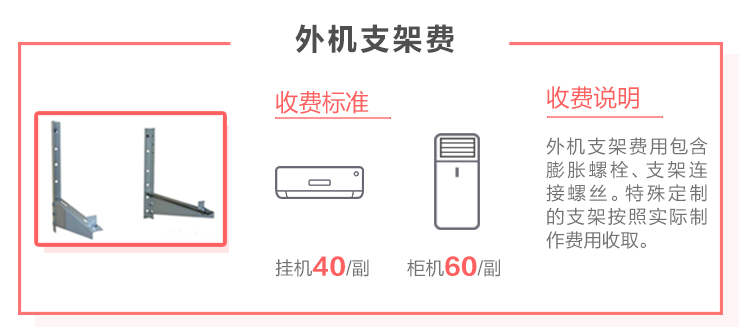 外机支架费
收费标准
挂机40/副
柜机60/副
收费说明
外机支架费用包含
膨胀螺栓、支架连
接螺丝。特殊定制
的支架按照实际制
作费用收取。